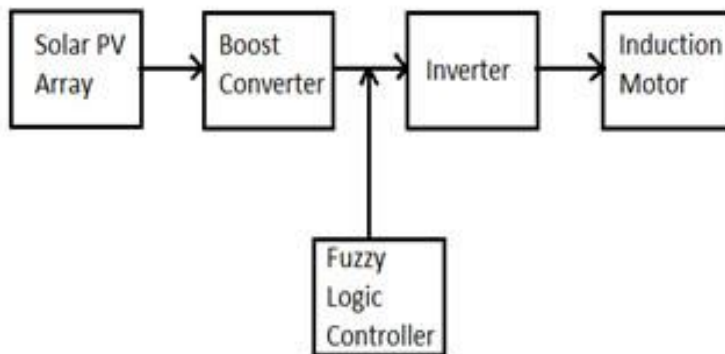 Solar PV
Array
Boost
Converter
Inverter
Induction
Motor
Fuzzy
Logic
Controller